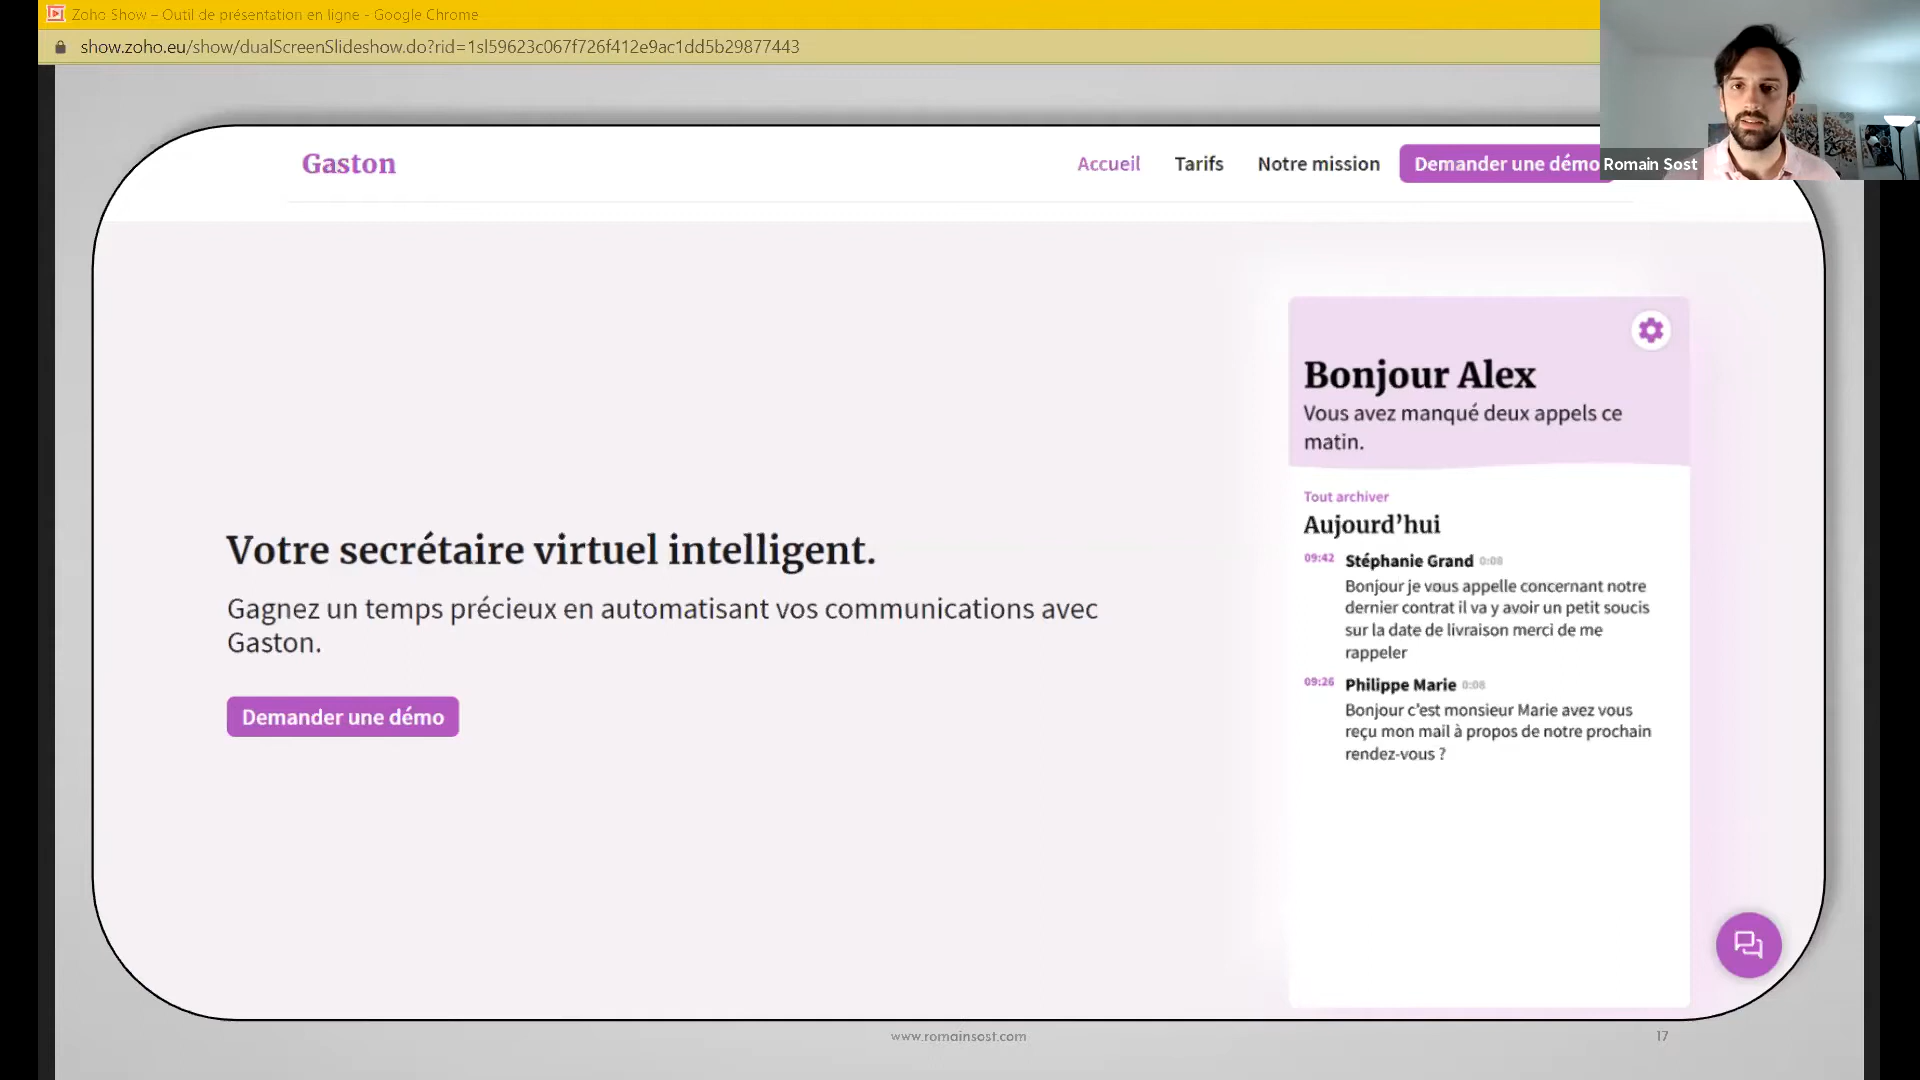 Zoho Show – Outil de présentation en ligne - Google Chrome
show.zoho.eu/show/dualScreenSlideshow.do?rid=1sl59623c067f726f412e9ac1dd5b29877443
Romain Sost
Gaston
Accueil Tarifs Notre mission Demander une démo
Votre secrétaire virtuel intelligent.
Gagnez un temps précieux en automatisant vos communications avec
Gaston.
Demander une démo
Bonjour Alex
Vous avez manqué deux appels ce
matin.
Tout archiver
Aujourd’hui
09:42 Stéphanie Grand 0:08
Bonjour je vous appelle concernant notre
dernier contrat il va y avoir un petit soucis
sur la date de livraison merci de me
rappeler
09:26 Philippe Marie 0:08
Bonjour c’est monsieur Marie avez vous
reçu mon mail à propos de notre prochain
rendez-vous ?
www.romainsost.com
17